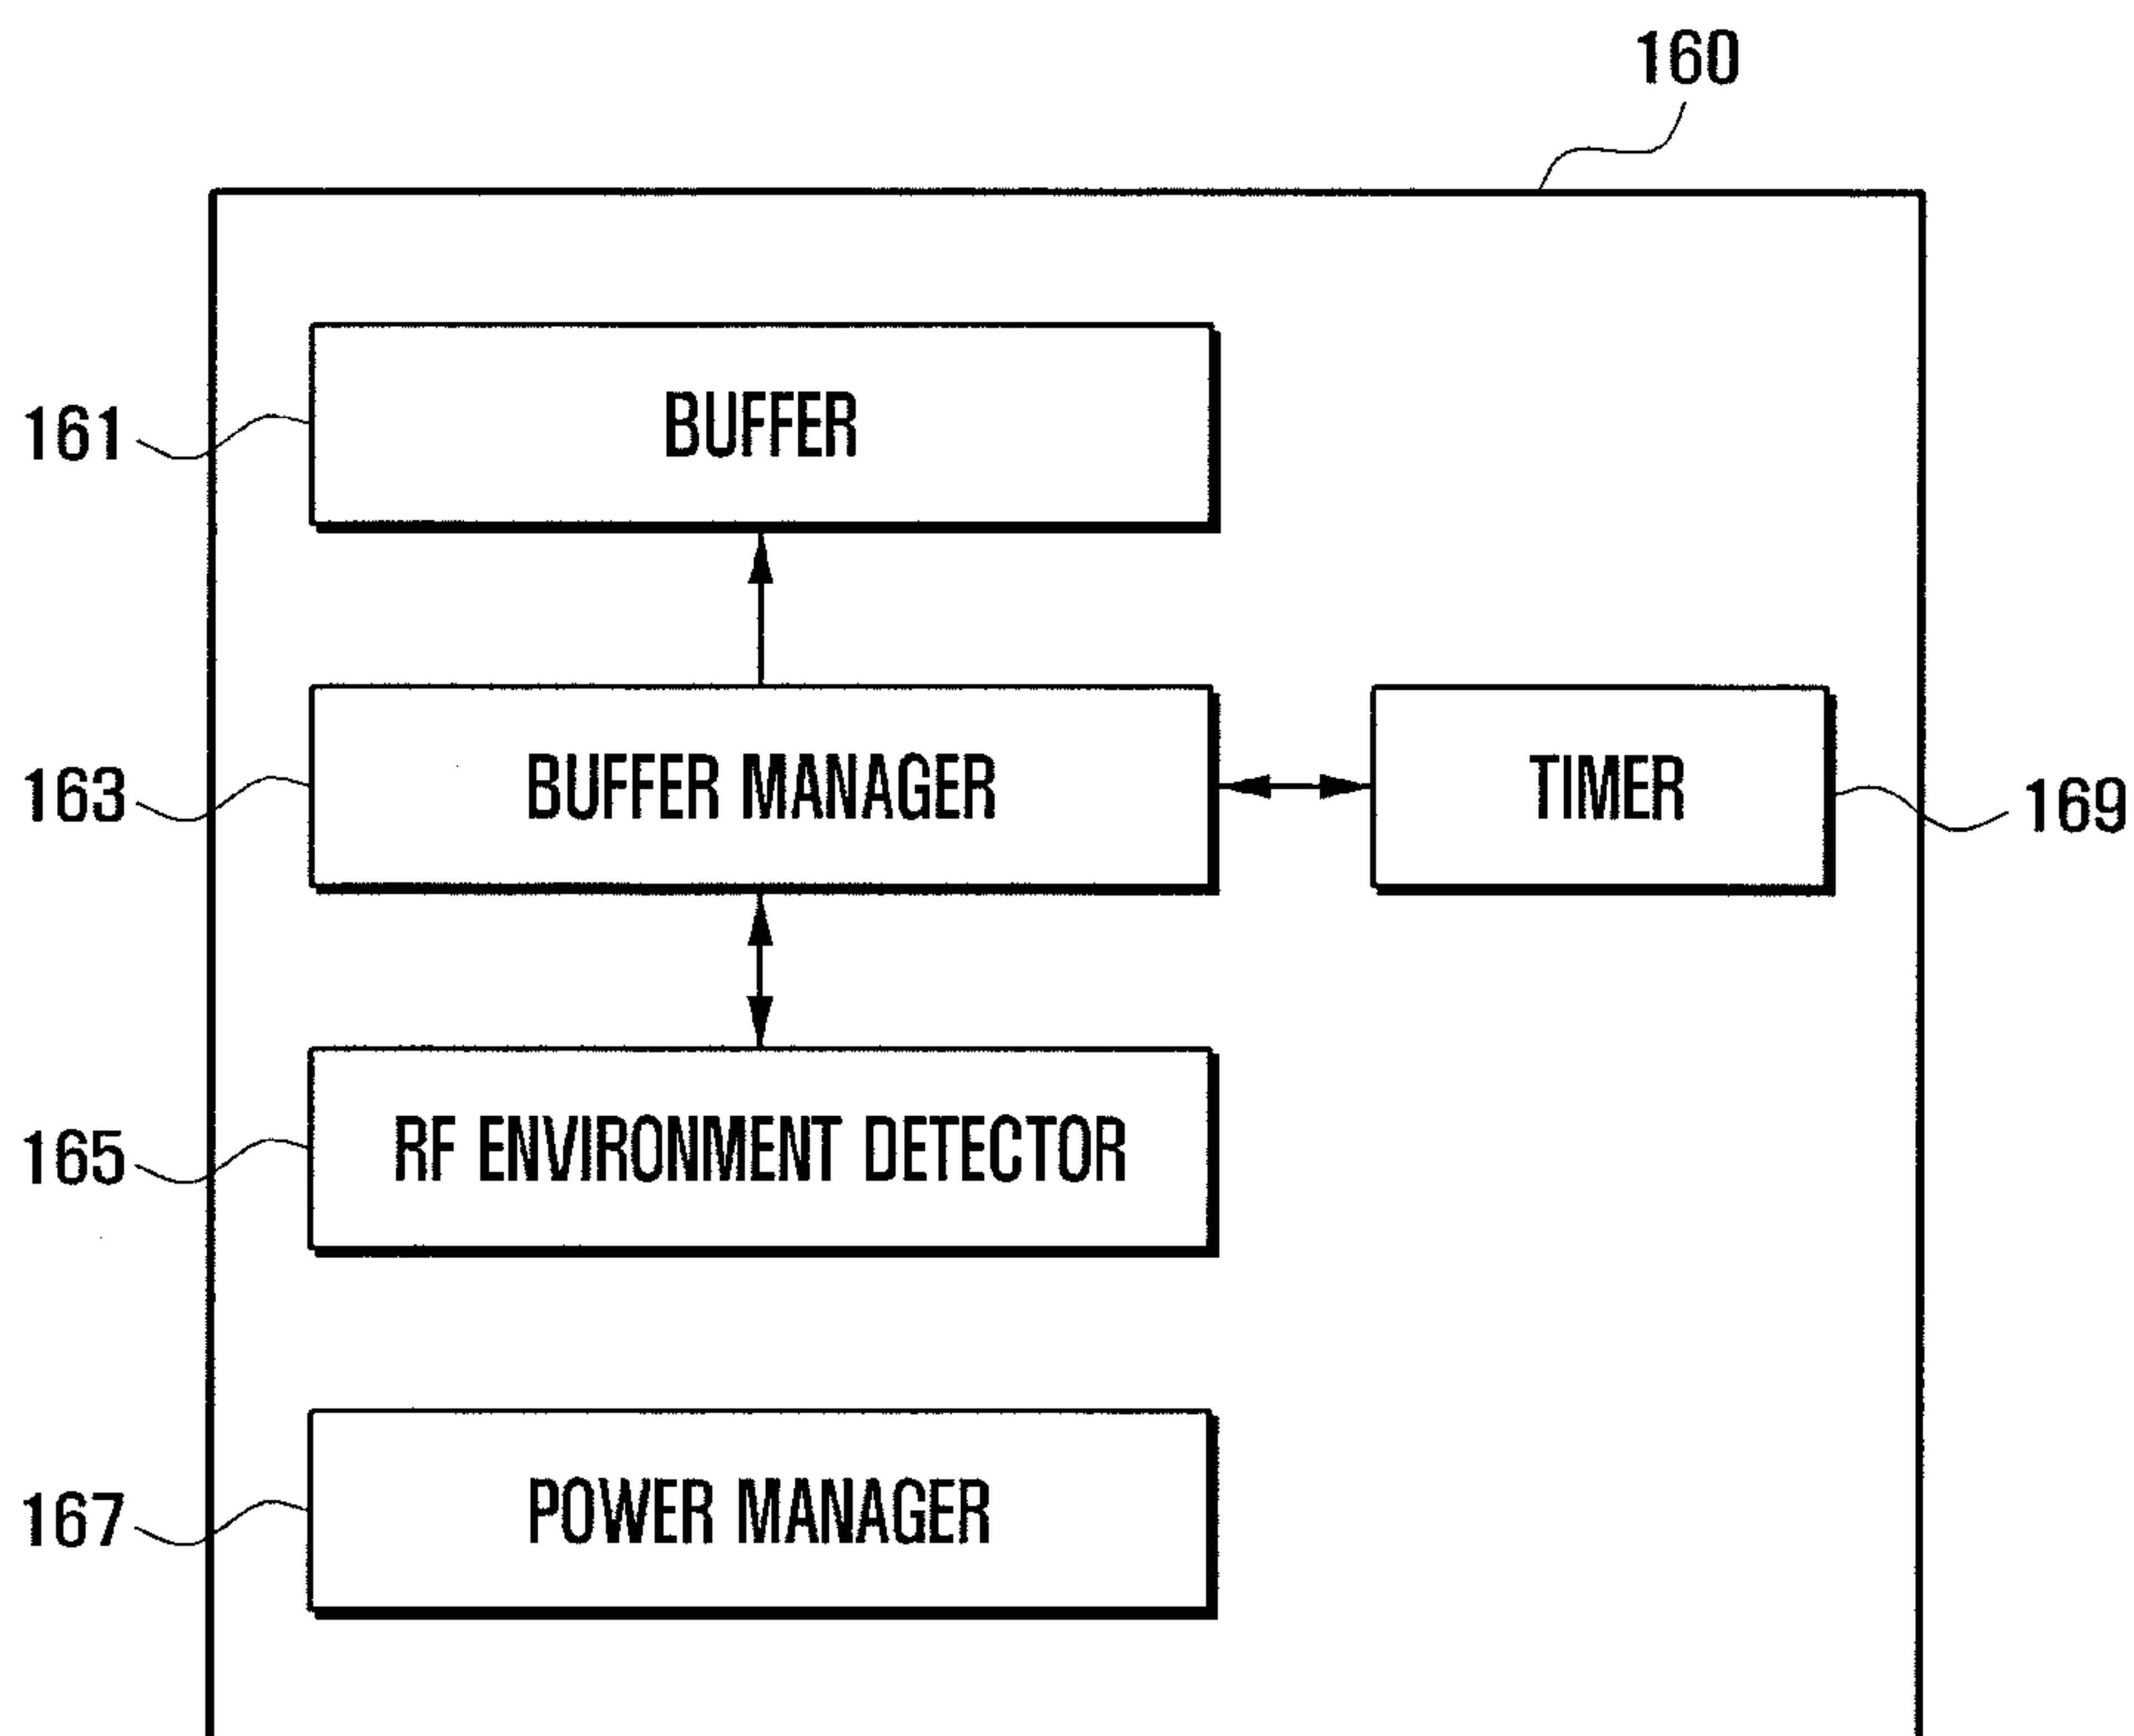 160
161
BUFFER
163
BUFFER MANAGER
TIMER
169
165
RF ENVIRONMENT DETECTOR
167
POWER MANAGER